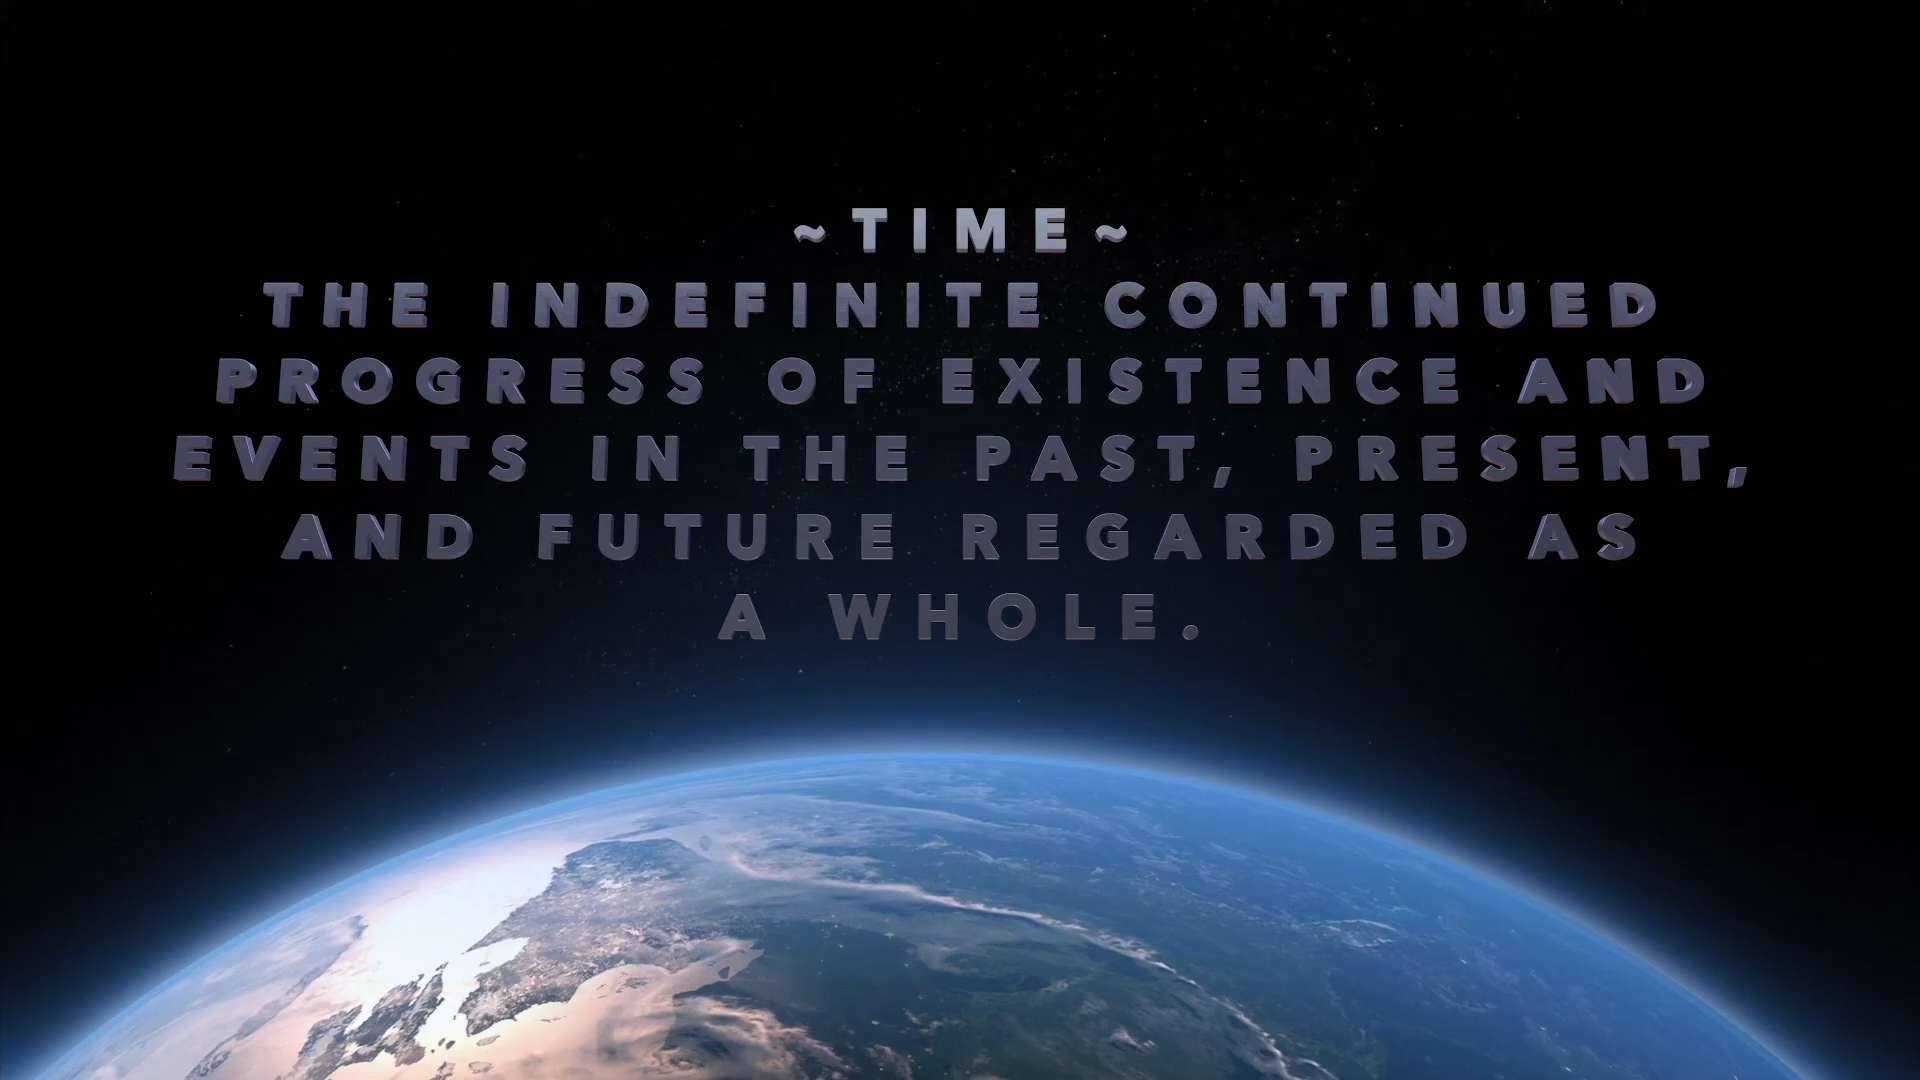 ~TIME~
THE INDEFINITE CONTINUED
PROGRESS OF EXISTENCE AND
EVENTS IN THE PAST, PRESENT,
AND FUTURE REGARDED AS
A WHOLE.